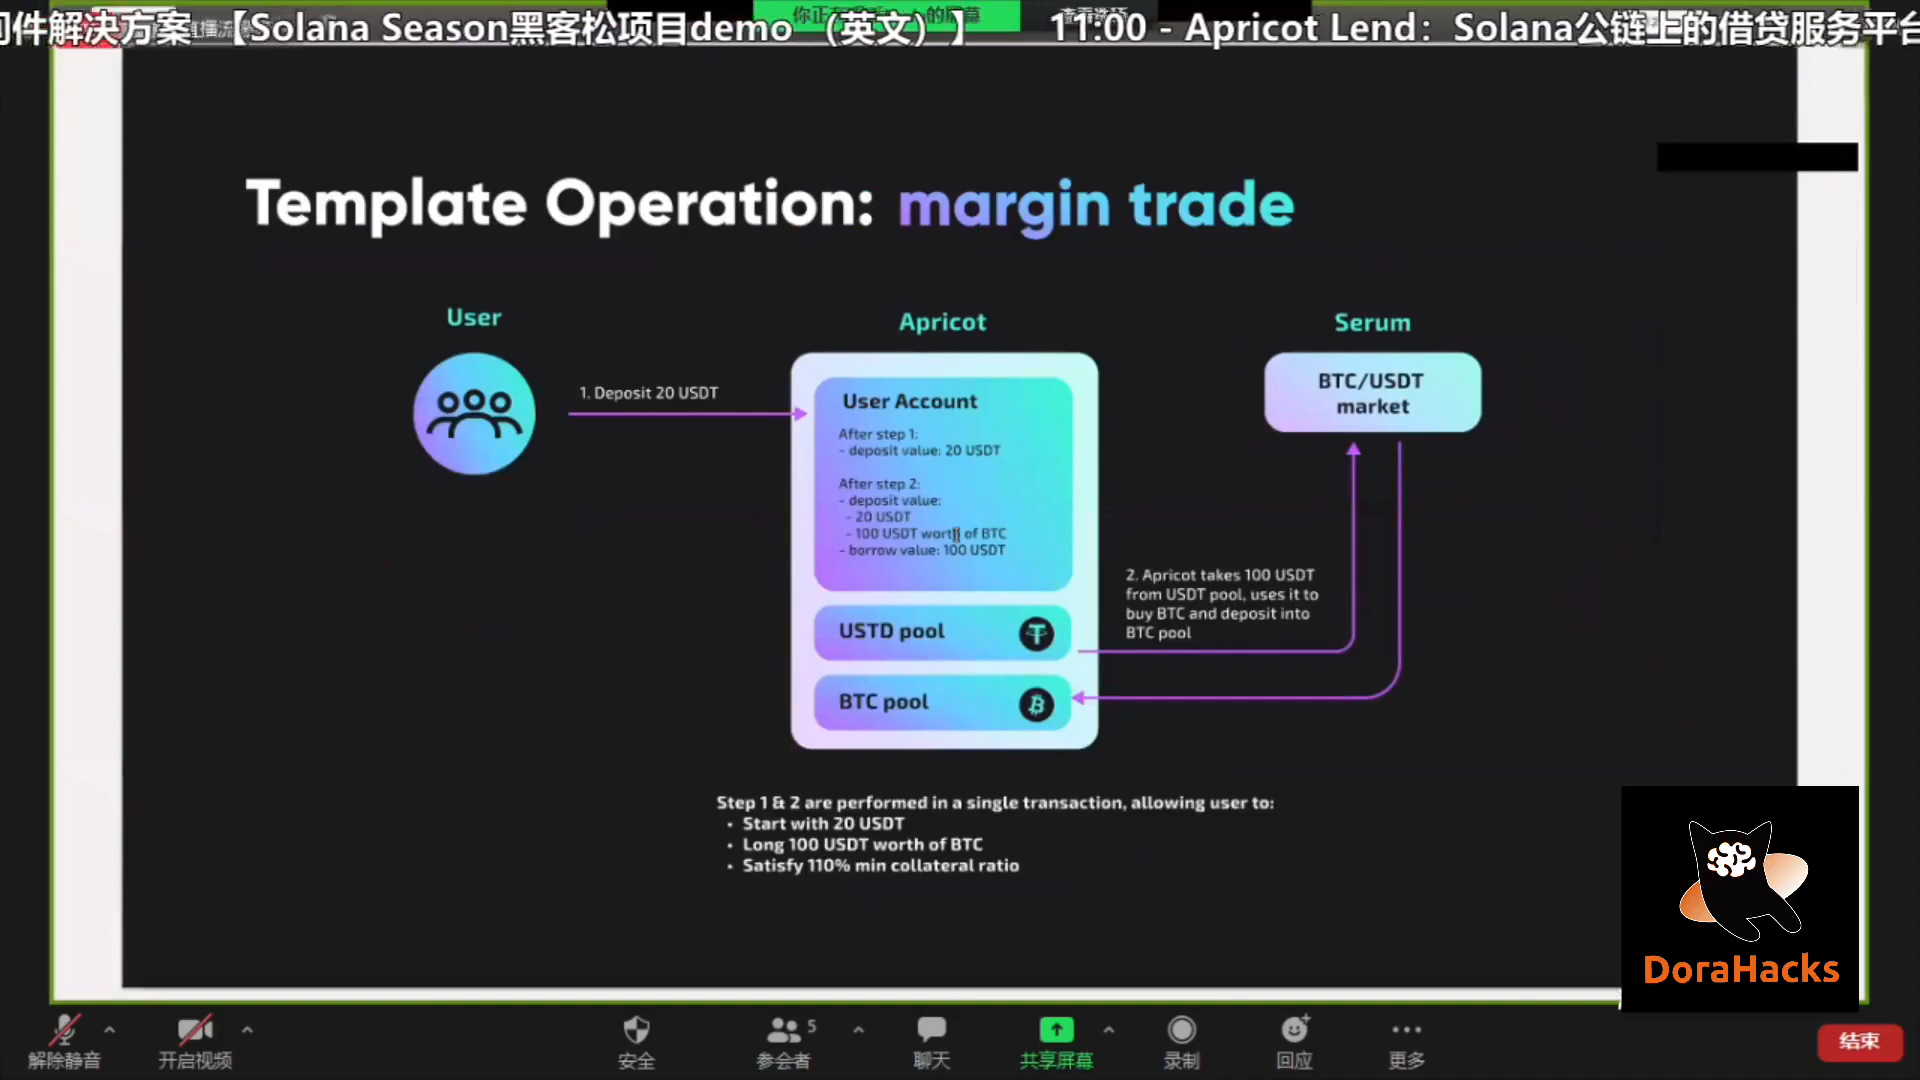 你正在 的屏幕
间件解决方案 【Solana Season黑客松项目demo （英文）】 11:00 - Apricot Lend：Solana公链上的借贷服务平台
Template Operation: margin trade
User
Apricot
Serum
1. Deposit 20 USDT
User Account
After step 1:
- deposit value: 20 USDT
After step 2:
- deposit value:
- 20 USDT
- 100 USDT worth of BTC
- borrow value: 100 USDT
BTC/USDT
market
2. Apricot takes 100 USDT
from USDT pool, uses it to
buy BTC and deposit into
BTC pool
USTD pool
BTC pool
Step 1 & 2 are performed in a single transaction, allowing user to:
• Start with 20 USDT
• Long 100 USDT worth of BTC
• Satisfy 110% min collateral ratio
DoraHacks
解除静音
开启视频
安全
5
参会者
聊天
共享屏幕
录制
回应
更多
结束